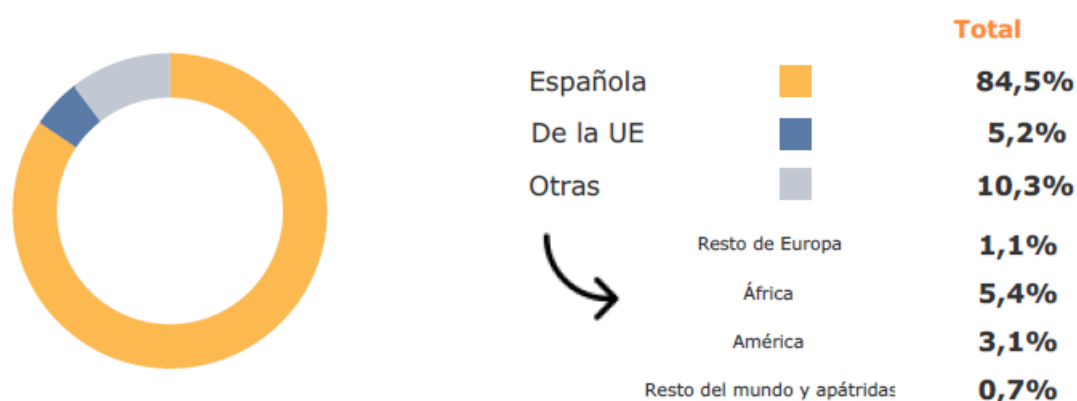 Total
Española 84,5%
De la UE 5,2%
Otras 10,3%
Resto de Europa 1,1%
África 5,4%
América 3,1%
Resto del mundo y apátridas 0,7%